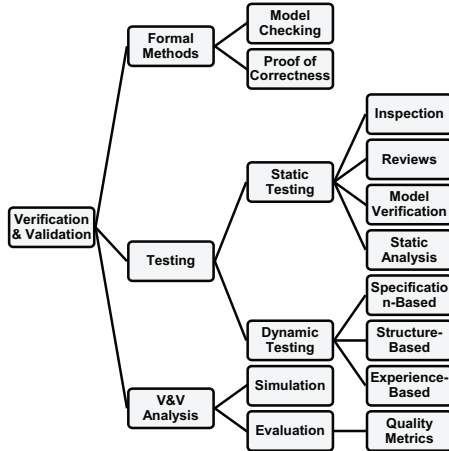 Verification
& Validation
Formal
Methods
Model
Checking
Proof of
Correctness
Testing
Static
Testing
Inspection
Reviews
Model
Verification
Static
Analysis
Dynamic
Testing
Specificatio
n-Based
Structure-
Based
Experience-
Based
V&V
Analysis
Simulation
Evaluation
Quality
Metrics